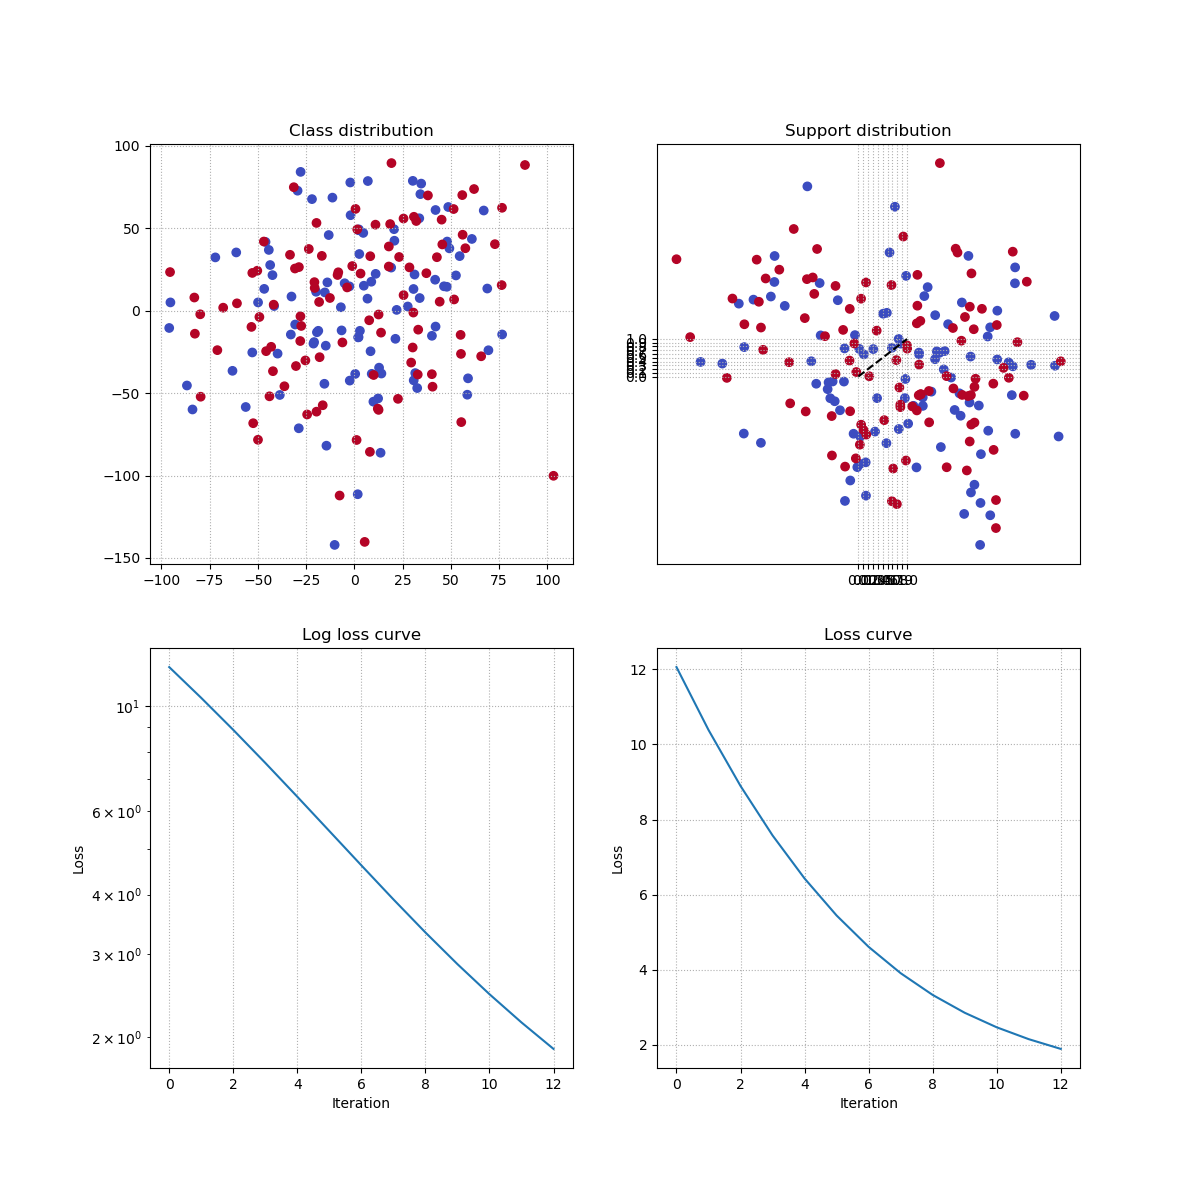 Class distribution
100
50
0
−50
−100
−150
−100 −75 −50 −25 0 25 50 75 100
Support distribution
1.0
0.0
Log loss curve
10¹
6 × 10⁰
4 × 10⁰
3 × 10⁰
2 × 10⁰
Loss
0 2 4 6 8 10 12
Iteration
Loss curve
12
10
8
6
4
2
Loss
0 2 4 6 8 10 12
Iteration